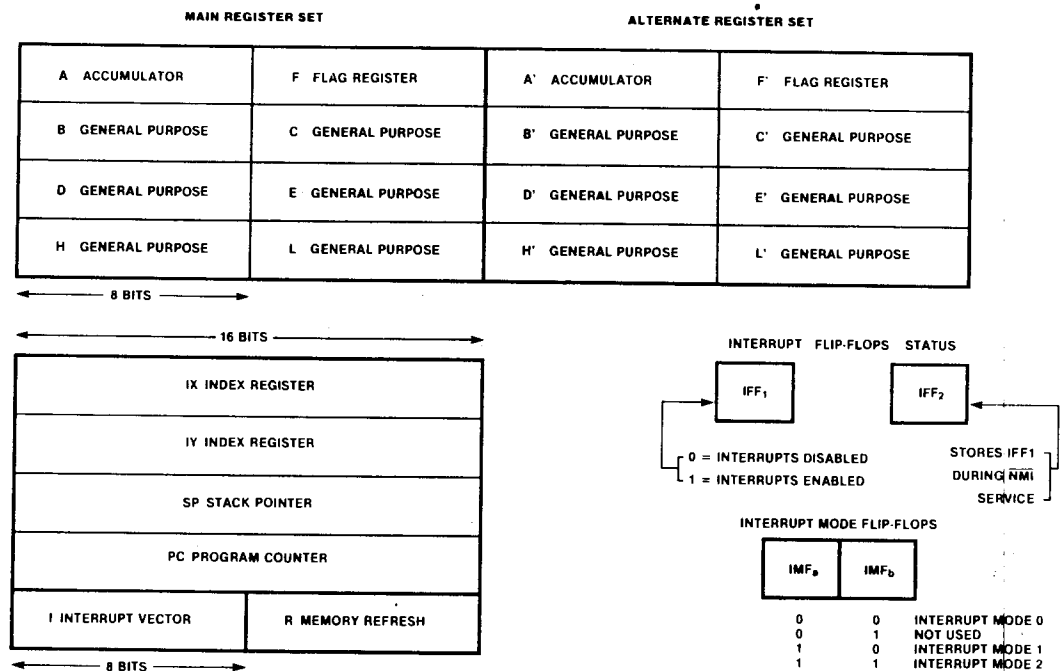 MAIN REGISTER SET
ALTERNATE REGISTER SET
A ACCUMULATOR
F FLAG REGISTER
A' ACCUMULATOR
F' FLAG REGISTER
B GENERAL PURPOSE
C GENERAL PURPOSE
B' GENERAL PURPOSE
C' GENERAL PURPOSE
D GENERAL PURPOSE
E GENERAL PURPOSE
D' GENERAL PURPOSE
E' GENERAL PURPOSE
H GENERAL PURPOSE
L GENERAL PURPOSE
H' GENERAL PURPOSE
L' GENERAL PURPOSE
8 BITS
16 BITS
IX INDEX REGISTER
IY INDEX REGISTER
SP STACK POINTER
PC PROGRAM COUNTER
I INTERRUPT VECTOR
R MEMORY REFRESH
8 BITS
INTERRUPT FLIP-FLOPS STATUS
IFF₁
IFF₂
0 = INTERRUPTS DISABLED
1 = INTERRUPTS ENABLED
STORES IFF1
DURING N̅M̅I̅
SERVICE
INTERRUPT MODE FLIP-FLOPS
IMFₐ
IMF_b
0 0 INTERRUPT MODE 0
0 1 NOT USED
1 0 INTERRUPT MODE 1
1 1 INTERRUPT MODE 2